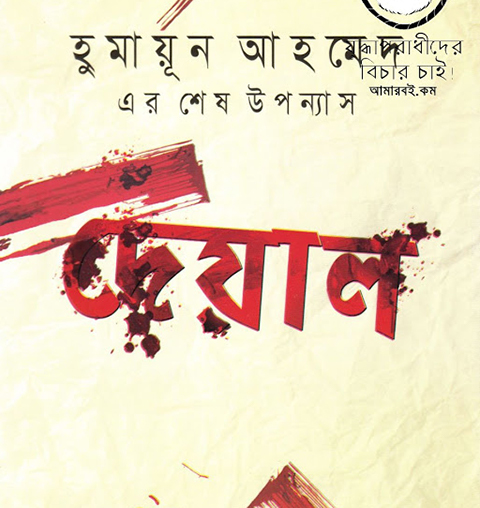 হুমায়ূন আহমেদ
যুদ্ধাপরাধীদের
বিচার চাই!
আমারবই.কম
এর শেষ উপন্যাস
দেয়াল